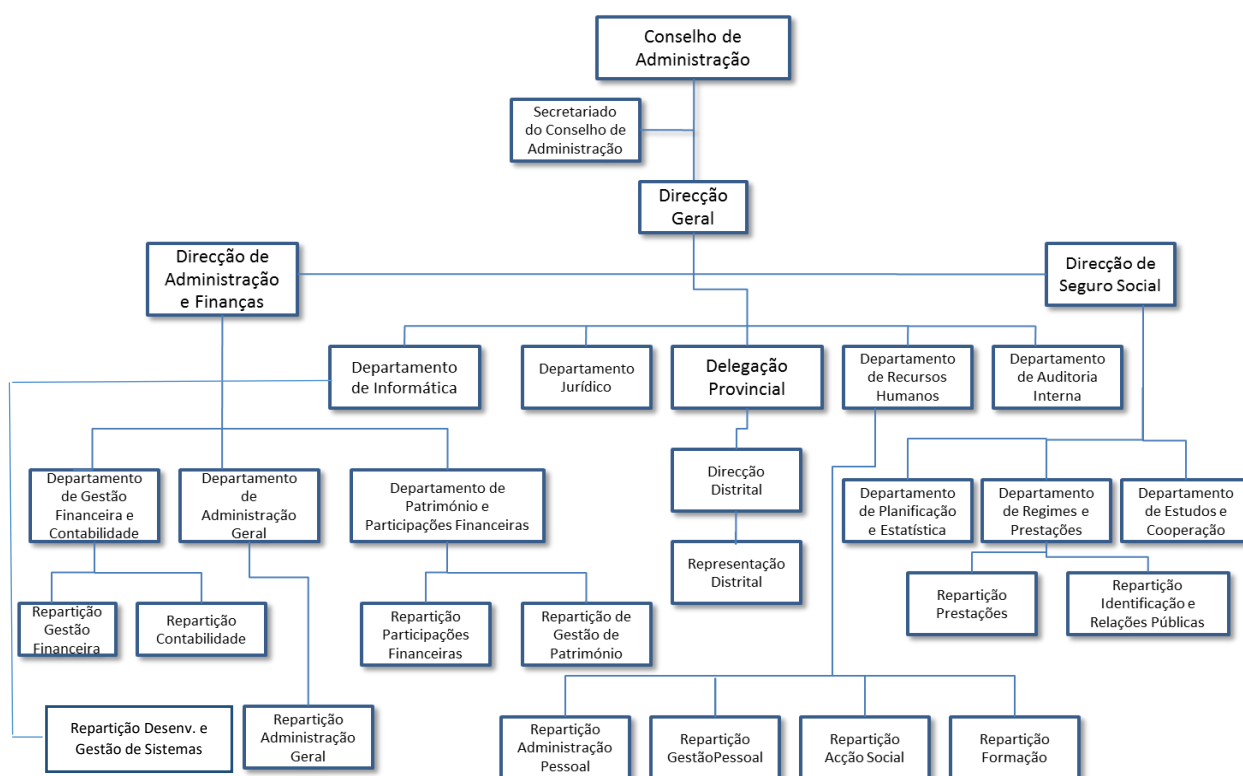 Conselho de
Administração
Secretariado
do Conselho de
Administração
Direcção
Geral
Direcção de
Administração
e Finanças
Direcção de
Seguro Social
Departamento
de Informática
Departamento
Jurídico
Delegação
Provincial
Departamento
de Recursos
Humanos
Departamento
de Auditoria
Interna
Departamento
de Gestão
Financeira e
Contabilidade
Departamento
de
Administração
Geral
Departamento de
Património e
Participações Financeiras
Direcção
Distrital
Departamento
de Planificação
e Estatística
Departamento
de Regimes e
Prestações
Departamento
de Estudos e
Cooperação
Representação
Distrital
Repartição
Prestações
Repartição
Identificação e
Relações Públicas
Repartição
Gestão
Financeira
Repartição
Contabilidade
Repartição
Participações
Financeiras
Repartição de
Gestão de
Património
Repartição Desenv. e
Gestão de Sistemas
Repartição
Administração
Geral
Repartição
Administração
Pessoal
Repartição
GestãoPessoal
Repartição
Acção Social
Repartição
Formação